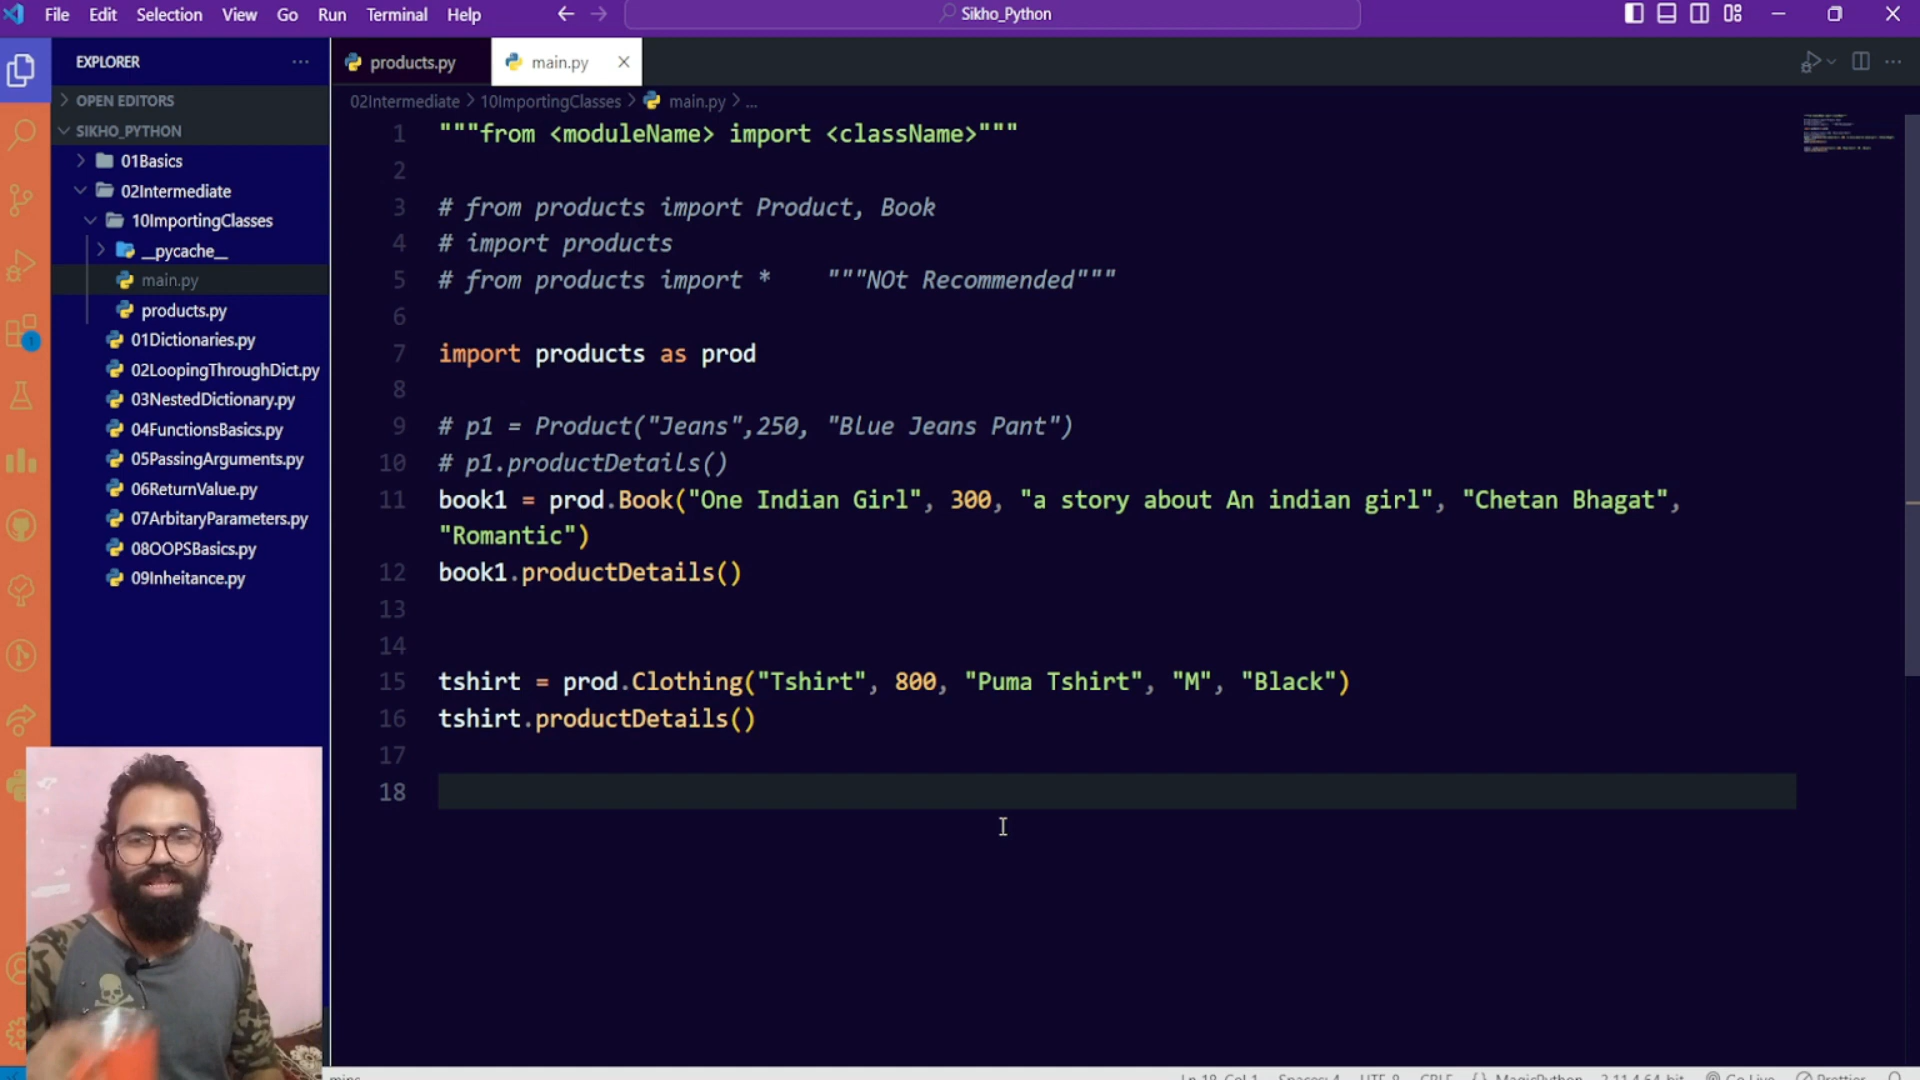 File Edit Selection View Go Run Terminal Help
Sikho_Python
EXPLORER
OPEN EDITORS
SIKHO_PYTHON
01Basics
02Intermediate
10ImportingClasses
__pycache__
main.py
products.py
01Dictionaries.py
02LoopingThroughDict.py
03NestedDictionary.py
04FunctionsBasics.py
05PassingArguments.py
06ReturnValue.py
07ArbitaryParameters.py
08OOPSBasics.py
09Inheitance.py
1
products.py main.py
02Intermediate > 10ImportingClasses > main.py > ...
1 """from <moduleName> import <className>"""
2
3 # from products import Product, Book
4 # import products
5 # from products import * """NOt Recommended"""
6
7 import products as prod
8
9 # p1 = Product("Jeans",250, "Blue Jeans Pant")
10 # p1.productDetails()
11 book1 = prod.Book("One Indian Girl", 300, "a story about An indian girl", "Chetan Bhagat",
"Romantic")
12 book1.productDetails()
13
14
15 tshirt = prod.Clothing("Tshirt", 800, "Puma Tshirt", "M", "Black")
16 tshirt.productDetails()
17
18